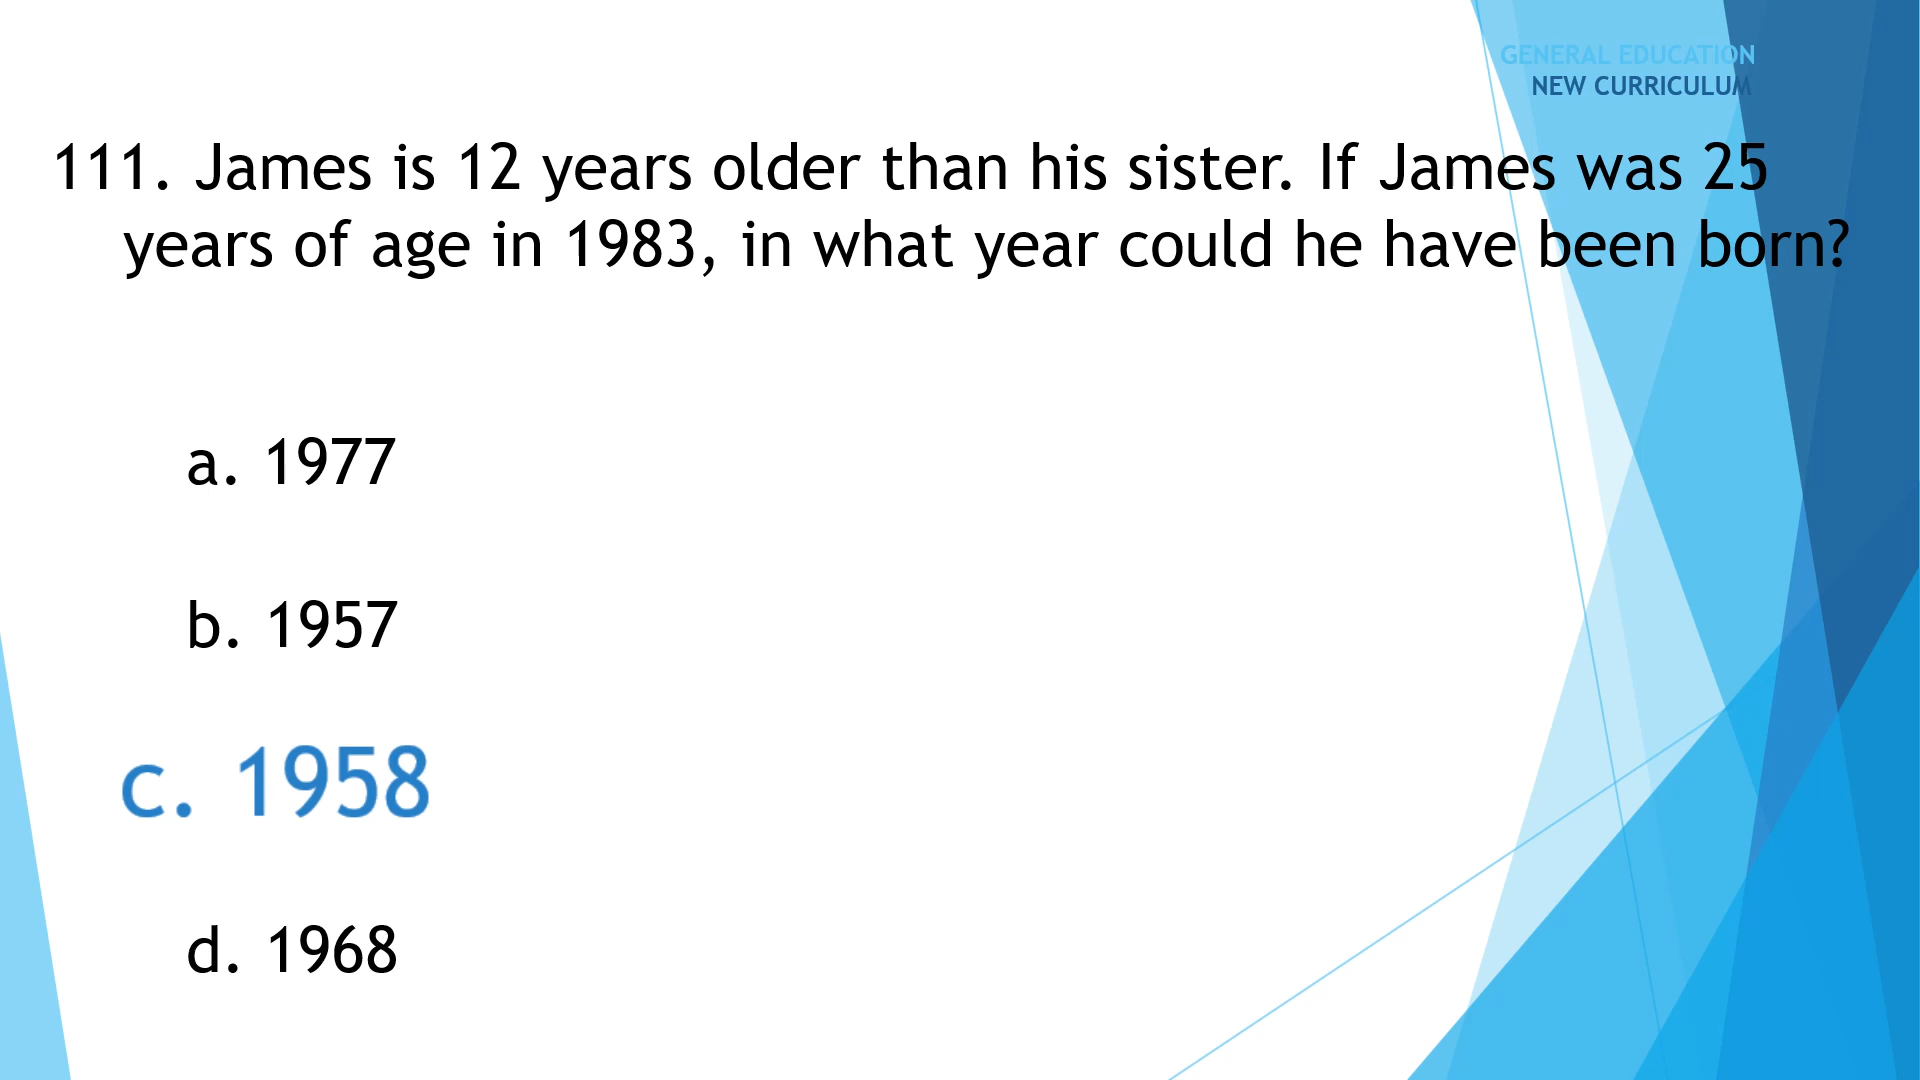 GENERAL EDUCATION
NEW CURRICULUM
111. James is 12 years older than his sister. If James was 25
years of age in 1983, in what year could he have been born?
a. 1977
b. 1957
c. 1958
d. 1968